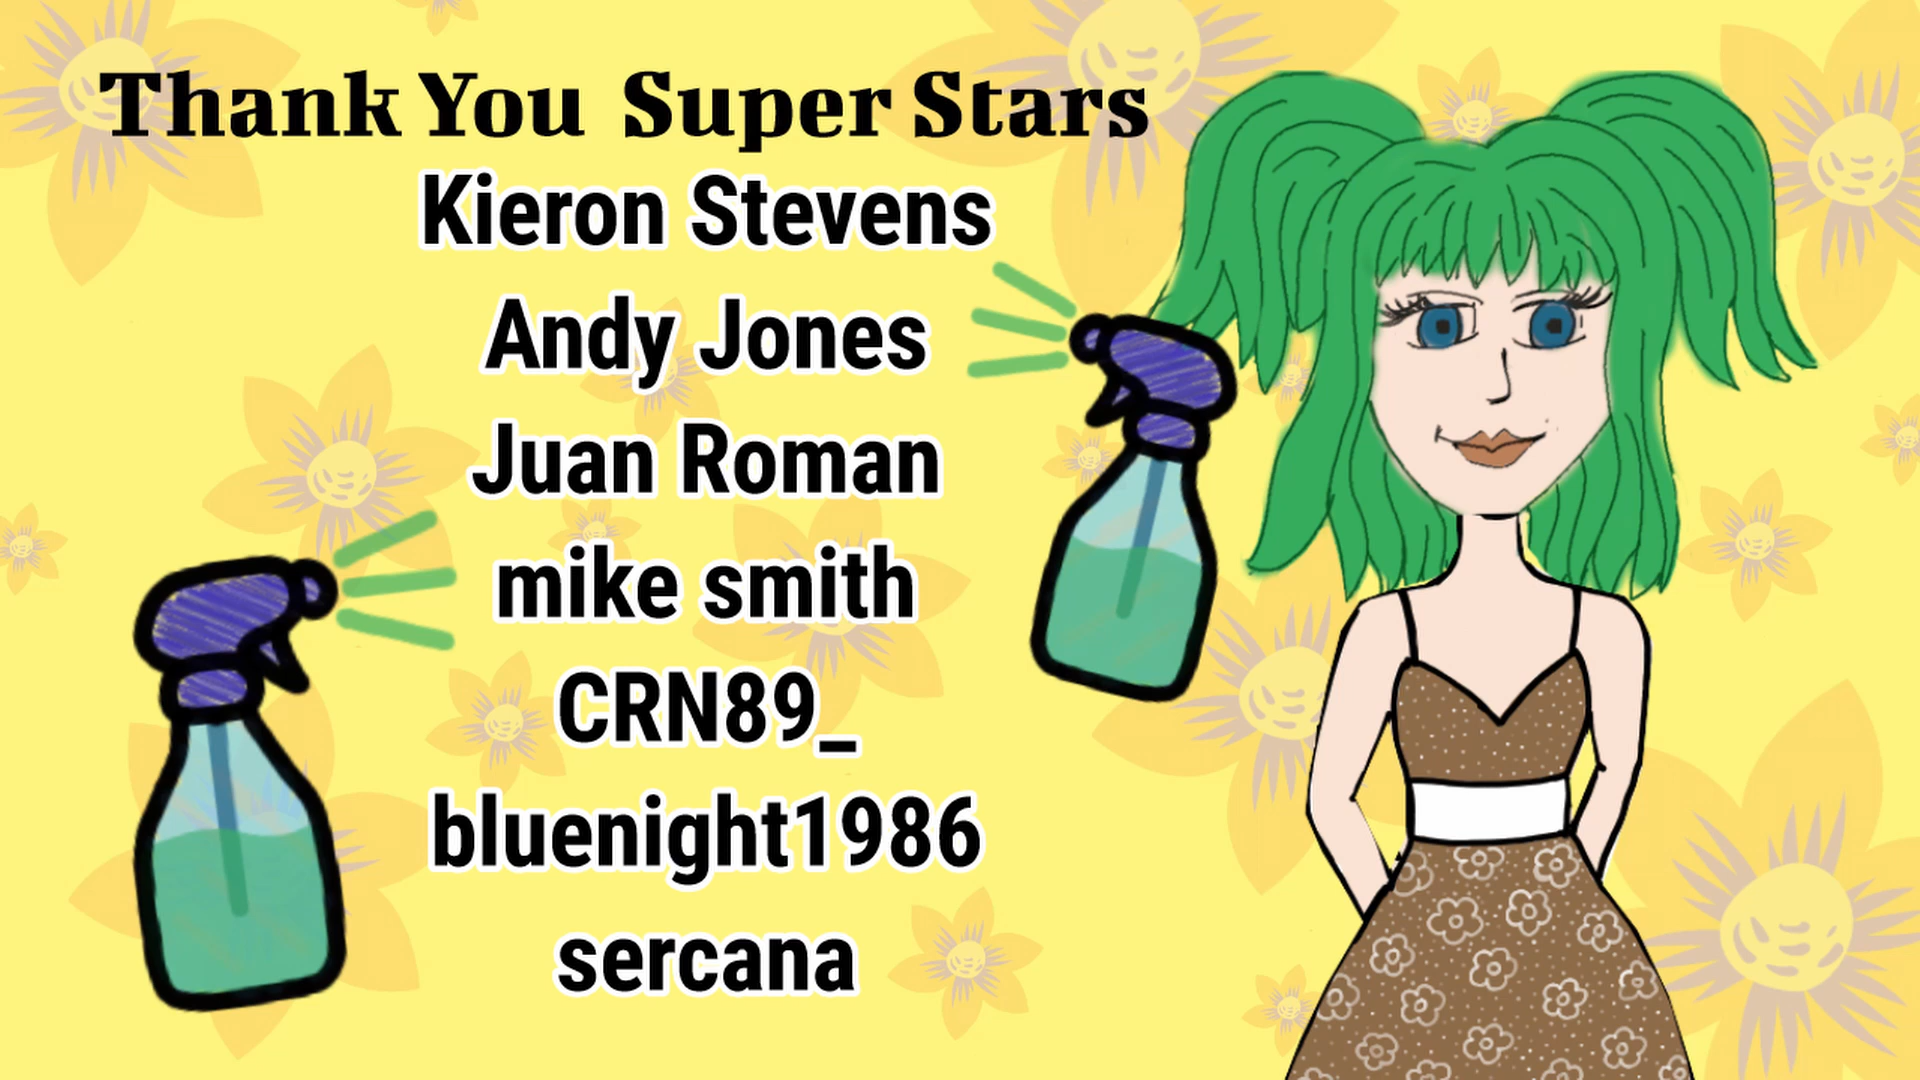 Thank You Super Stars
Kieron Stevens
Andy Jones
Juan Roman
mike smith
CRN89_
bluenight1986
sercana